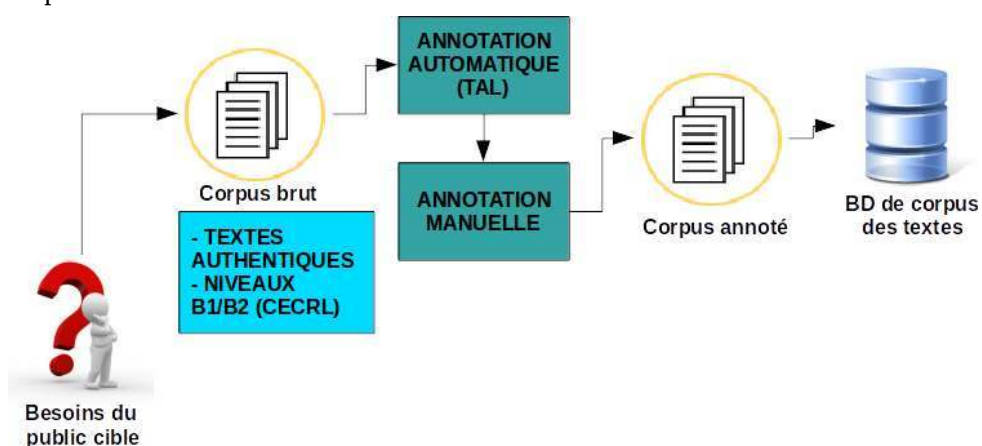 ANNOTATION
AUTOMATIQUE
(TAL)
Corpus brut
ANNOTATION
MANUELLE
Corpus annoté
BD de corpus
des textes
- TEXTES
AUTHENTIQUES
- NIVEAUX
B1/B2 (CECRL)
Besoins du
public cible